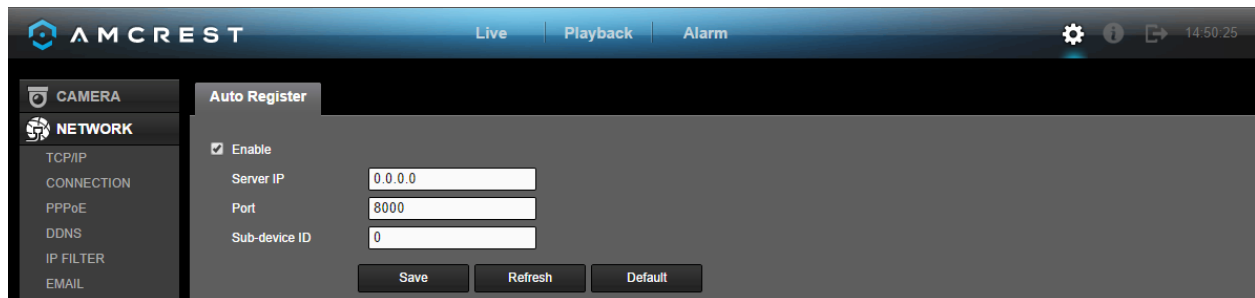 AMCREST
Live Playback Alarm
14:50:25
CAMERA
NETWORK
TCP/IP
CONNECTION
PPPoE
DDNS
IP FILTER
EMAIL
Auto Register
Enable
Server IP 0.0.0.0
Port 8000
Sub-device ID 0
Save Refresh Default